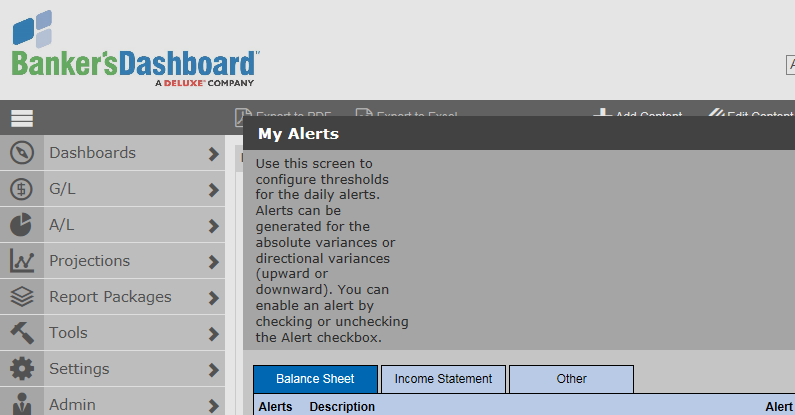 Banker'sDashboard™
A DELUXE® COMPANY
A
Export to PDF Export to Excel Add Content Edit Content
My Alerts
Dashboards
G/L
A/L
Projections
Report Packages
Tools
Settings
Admin
Use this screen to
configure thresholds
for the daily alerts.
Alerts can be
generated for the
absolute variances or
directional variances
(upward or
downward). You can
enable an alert by
checking or unchecking
the Alert checkbox.
Balance Sheet Income Statement Other
Alerts Description Alert